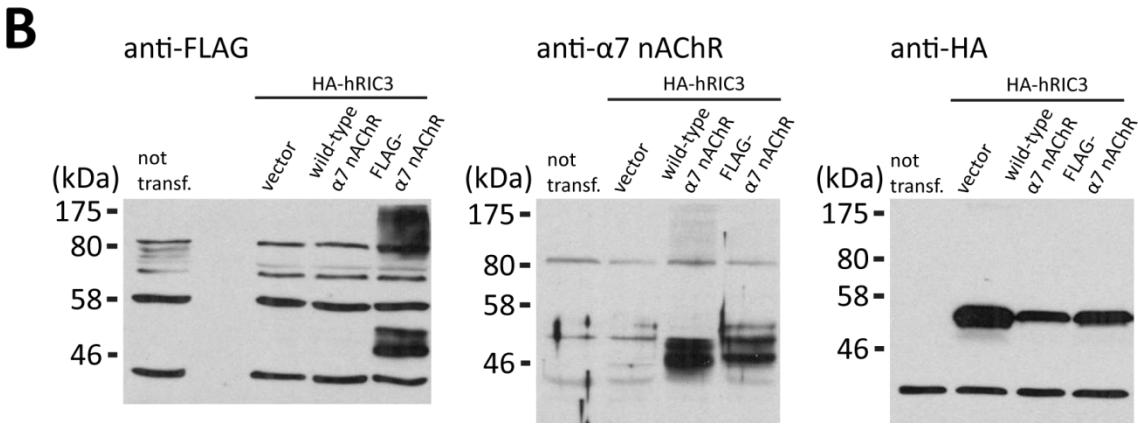 B
anti-FLAG
HA-hRIC3
(kDa)
not
transf.
vector
wild-type
α7 nAChR
FLAG-
α7 nAChR
175
80
58
46
anti-α7 nAChR
HA-hRIC3
(kDa)
not
transf.
vector
wild-type
α7 nAChR
FLAG-
α7 nAChR
175
80
58
46
anti-HA
HA-hRIC3
(kDa)
not
transf.
vector
wild-type
α7 nAChR
FLAG-
α7 nAChR
175
80
58
46